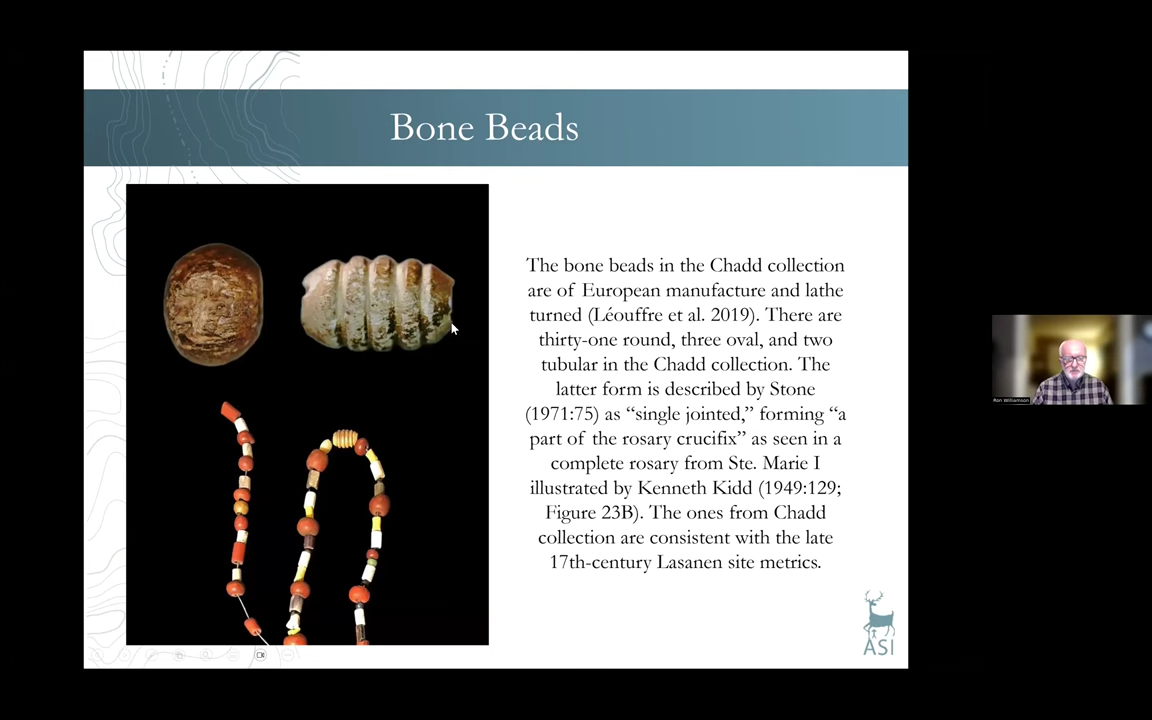 Bone Beads
The bone beads in the Chadd collection
are of European manufacture and lathe
turned (Léouffre et al. 2019). There are
thirty-one round, three oval, and two
tubular in the Chadd collection. The
latter form is described by Stone
(1971:75) as “single jointed,” forming “a
part of the rosary crucifix” as seen in a
complete rosary from Ste. Marie I
illustrated by Kenneth Kidd (1949:129;
Figure 23B). The ones from Chadd
collection are consistent with the late
17th-century Lasanen site metrics.
ASI
Ron Williamson